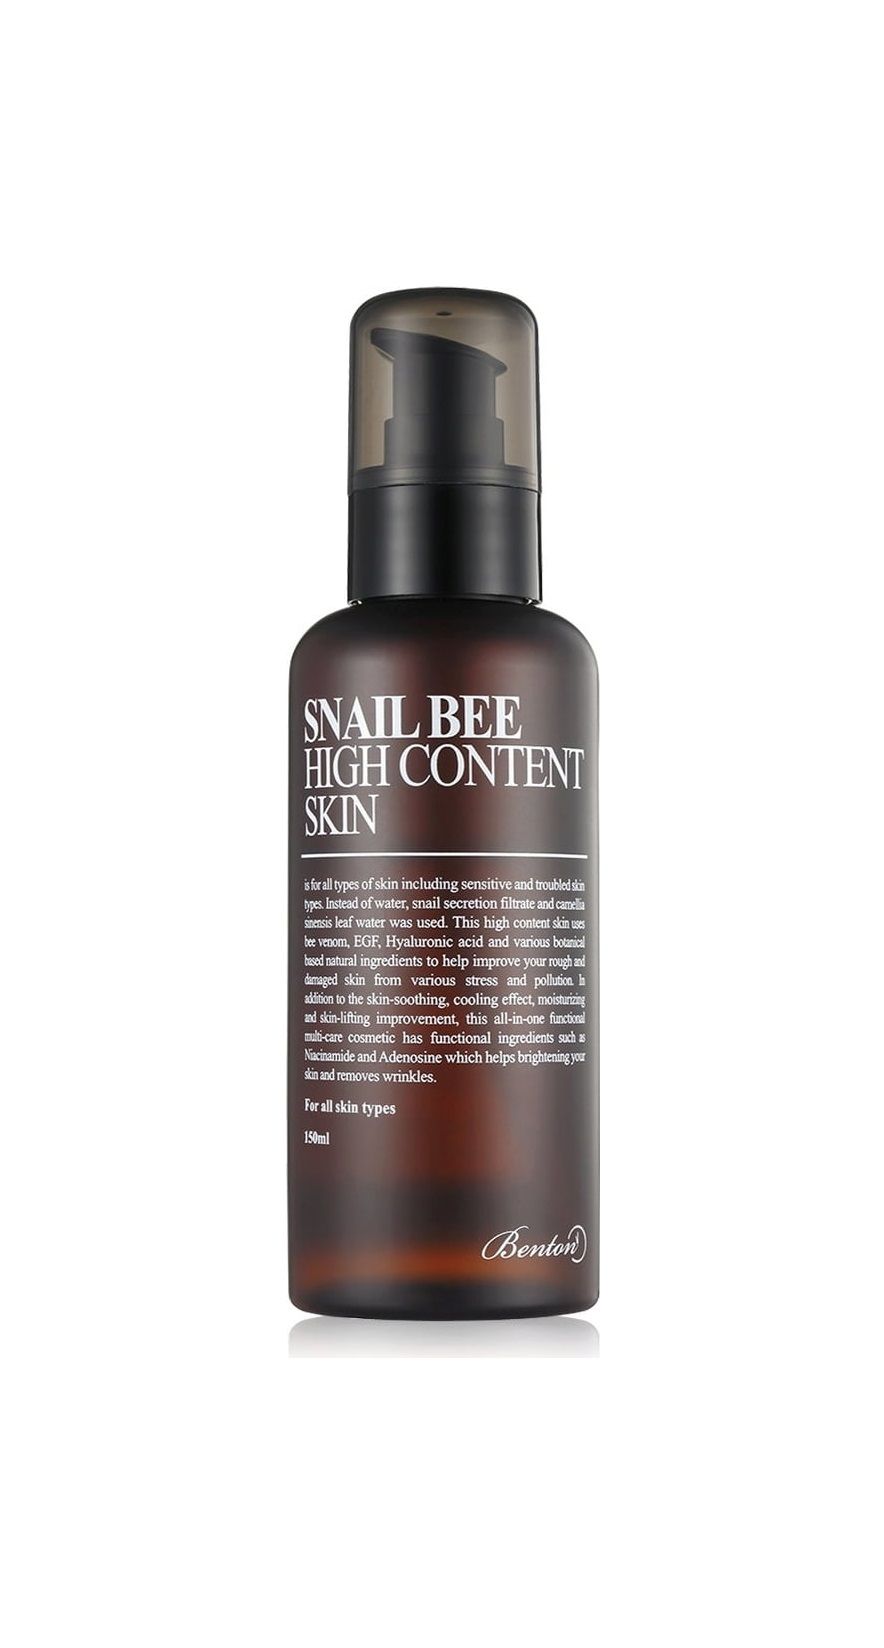 SNAIL BEE
HIGH CONTENT
SKIN
is for all types of skin including sensitive and troubled skin
types. Instead of water, snail secretion filtrate and camellia
sinensis leaf water was used. This high content skin uses
bee venom, EGF, Hyaluronic acid and various botanical
based natural ingredients to help improve your rough and
damaged skin from various stress and pollution. In
addition to the skin-soothing, cooling effect, moisturizing
and skin-lifting improvement, this all-in-one functional
multi-care cosmetic has functional ingredients such as
Niacinamide and Adenosine which helps brightening your
skin and removes wrinkles.
For all skin types
150ml
Benton